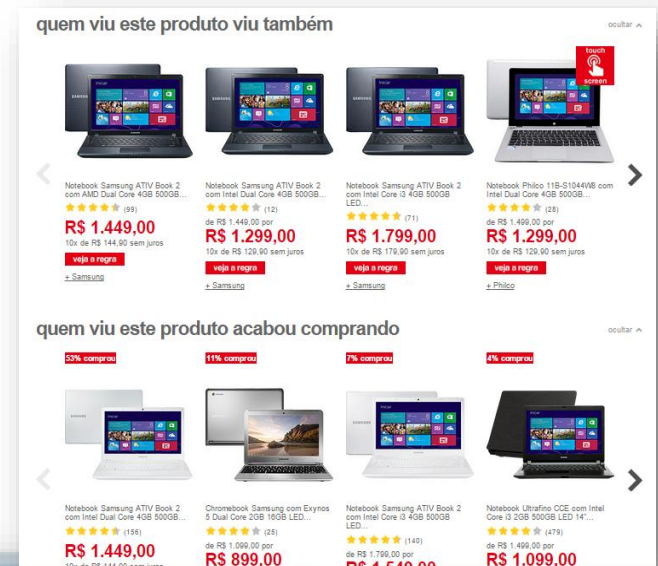 quem viu este produto viu também
ocultar
touch
screen
Notebook Samsung ATIV Book 2
com AMD Dual Core 4GB 500GB...
(99)
R$ 1.449,00
10x de R$ 144,90 sem juros
veja a regra
+ Samsung
Notebook Samsung ATIV Book 2
com Intel Dual Core 4GB 500GB...
(12)
de R$ 1.449,00 por
R$ 1.299,00
10x de R$ 129,90 sem juros
veja a regra
+ Samsung
Notebook Samsung ATIV Book 2
com Intel Core i3 4GB 500GB
LED...
(71)
R$ 1.799,00
10x de R$ 179,90 sem juros
veja a regra
+ Samsung
Notebook Philco 11B-S1044W8 com
Intel Dual Core 4GB 500GB...
(28)
de R$ 1.499,00 por
R$ 1.299,00
10x de R$ 129,90 sem juros
veja a regra
+ Philco
quem viu este produto acabou comprando
ocultar
53% comprou
Notebook Samsung ATIV Book 2
com Intel Dual Core 4GB 500GB...
(156)
R$ 1.449,00
11% comprou
Chromebook Samsung com Exynos
5 Dual Core 2GB 16GB LED...
(25)
de R$ 1.099,00 por
R$ 899,00
7% comprou
Notebook Samsung ATIV Book 2
com Intel Core i3 4GB 500GB
LED...
(140)
de R$ 1.799,00 por
4% comprou
Notebook Ultrafino CCE com Intel
Core i3 2GB 500GB LED 14"...
(479)
de R$ 1.499,00 por
R$ 1.099,00